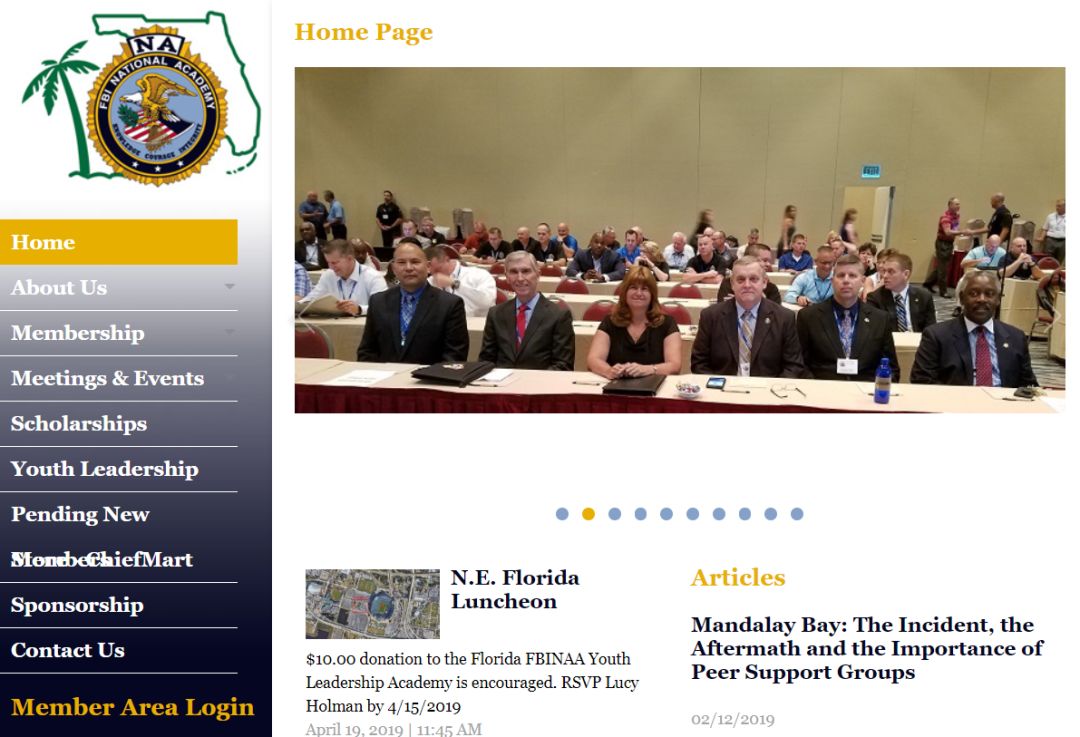 NA
FBI NATIONAL ACADEMY
KNOWLEDGE COURAGE INTEGRITY
Home
About Us
Membership
Meetings & Events
Scholarships
Youth Leadership
Pending New
Members
Store - ChiefMart
Sponsorship
Contact Us
Member Area Login
Home Page
N.E. Florida
Luncheon
$10.00 donation to the Florida FBINAA Youth
Leadership Academy is encouraged. RSVP Lucy
Holman by 4/15/2019
April 19, 2019 | 11:45 AM
Articles
Mandalay Bay: The Incident, the
Aftermath and the Importance of
Peer Support Groups
02/12/2019